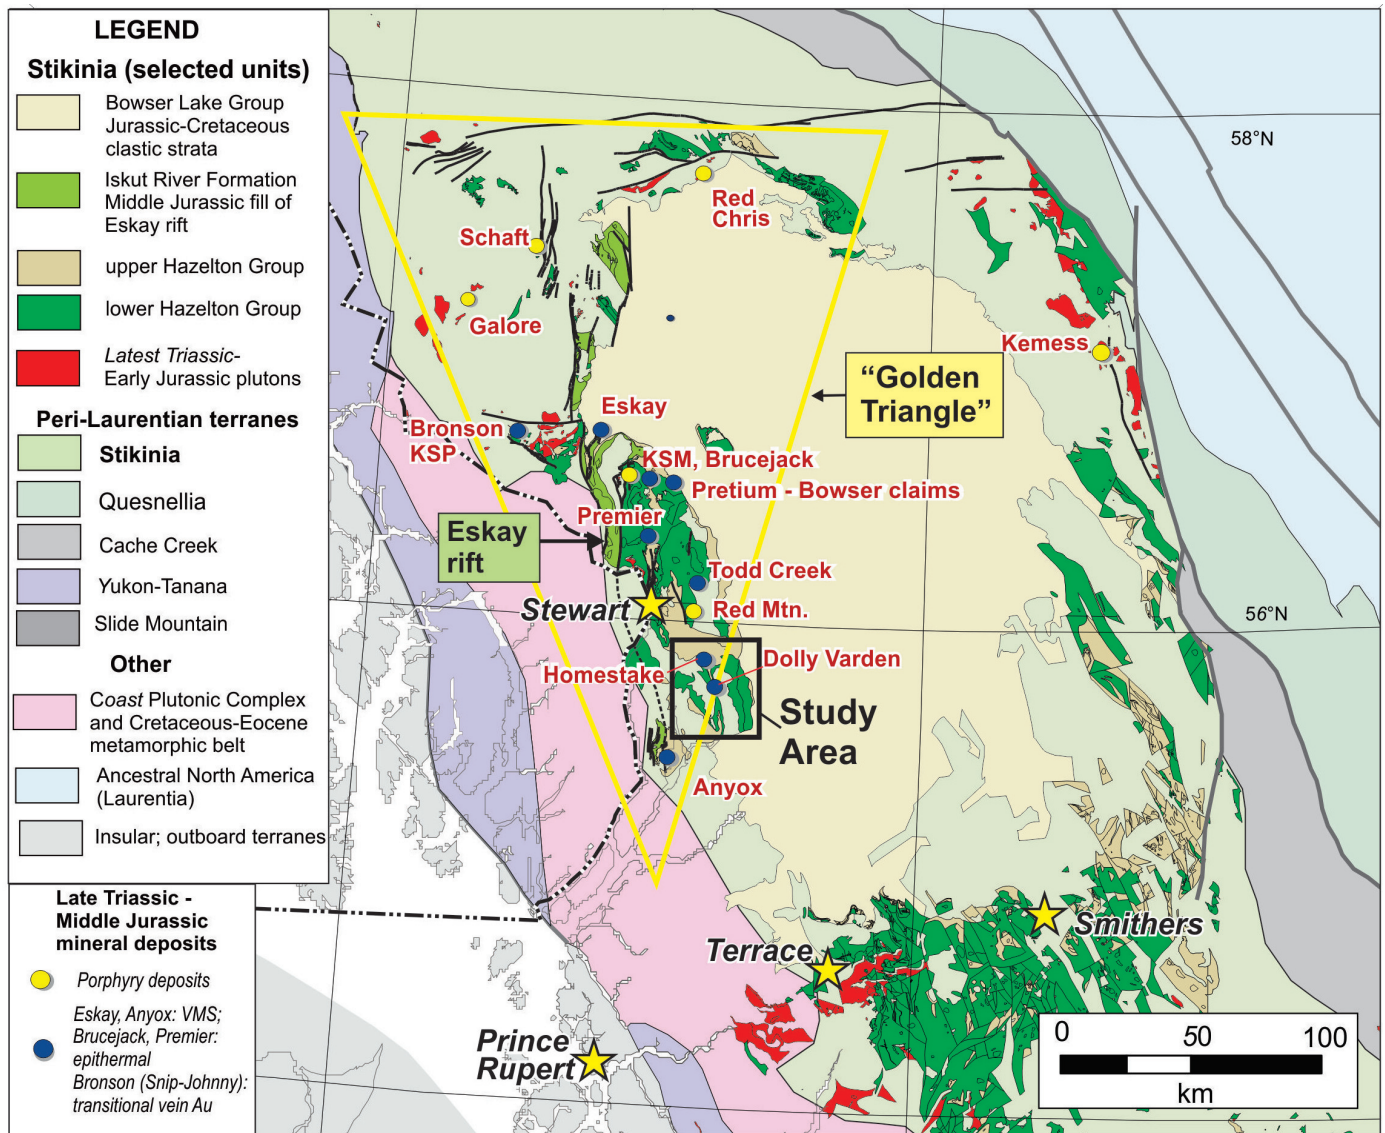 LEGEND
Stikinia (selected units)
Bowser Lake Group
Jurassic-Cretaceous
clastic strata
Iskut River Formation
Middle Jurassic fill of
Eskay rift
upper Hazelton Group
lower Hazelton Group
Latest Triassic-
Early Jurassic plutons
Peri-Laurentian terranes
Stikinia
Quesnellia
Cache Creek
Yukon-Tanana
Slide Mountain
Other
Coast Plutonic Complex
and Cretaceous-Eocene
metamorphic belt
Ancestral North America
(Laurentia)
Insular; outboard terranes
Late Triassic -
Middle Jurassic
mineral deposits
Porphyry deposits
Eskay, Anyox: VMS;
Brucejack, Premier:
epithermal
Bronson (Snip-Johnny):
transitional vein Au
58°N
Red
Chris
Schaft
Galore
Kemess
"Golden
Triangle"
Eskay
Bronson
KSP
KSM, Brucejack
Pretium - Bowser claims
Premier
Eskay
rift
Todd Creek
Stewart
Red Mtn.
56°N
Homestake
Dolly Varden
Study
Area
Anyox
Smithers
Terrace
Prince
Rupert
0 50 100
km